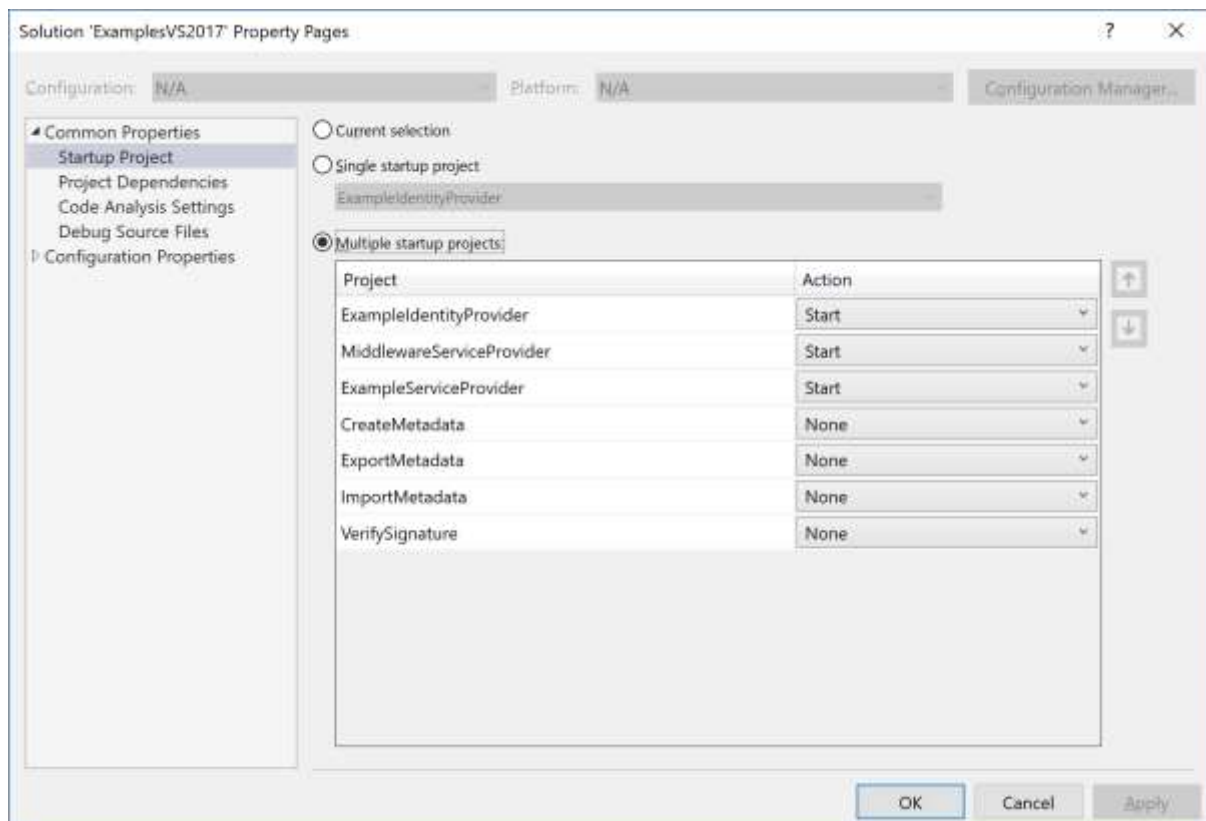 Solution 'ExamplesVS2017' Property Pages
?
Configuration: N/A Platform: N/A Configuration Manager...
Common Properties
Startup Project
Project Dependencies
Code Analysis Settings
Debug Source Files
Configuration Properties
Current selection
Single startup project
ExampleIdentityProvider
Multiple startup projects:
Project Action
ExampleIdentityProvider Start
MiddlewareServiceProvider Start
ExampleServiceProvider Start
CreateMetadata None
ExportMetadata None
ImportMetadata None
VerifySignature None
OK Cancel Apply